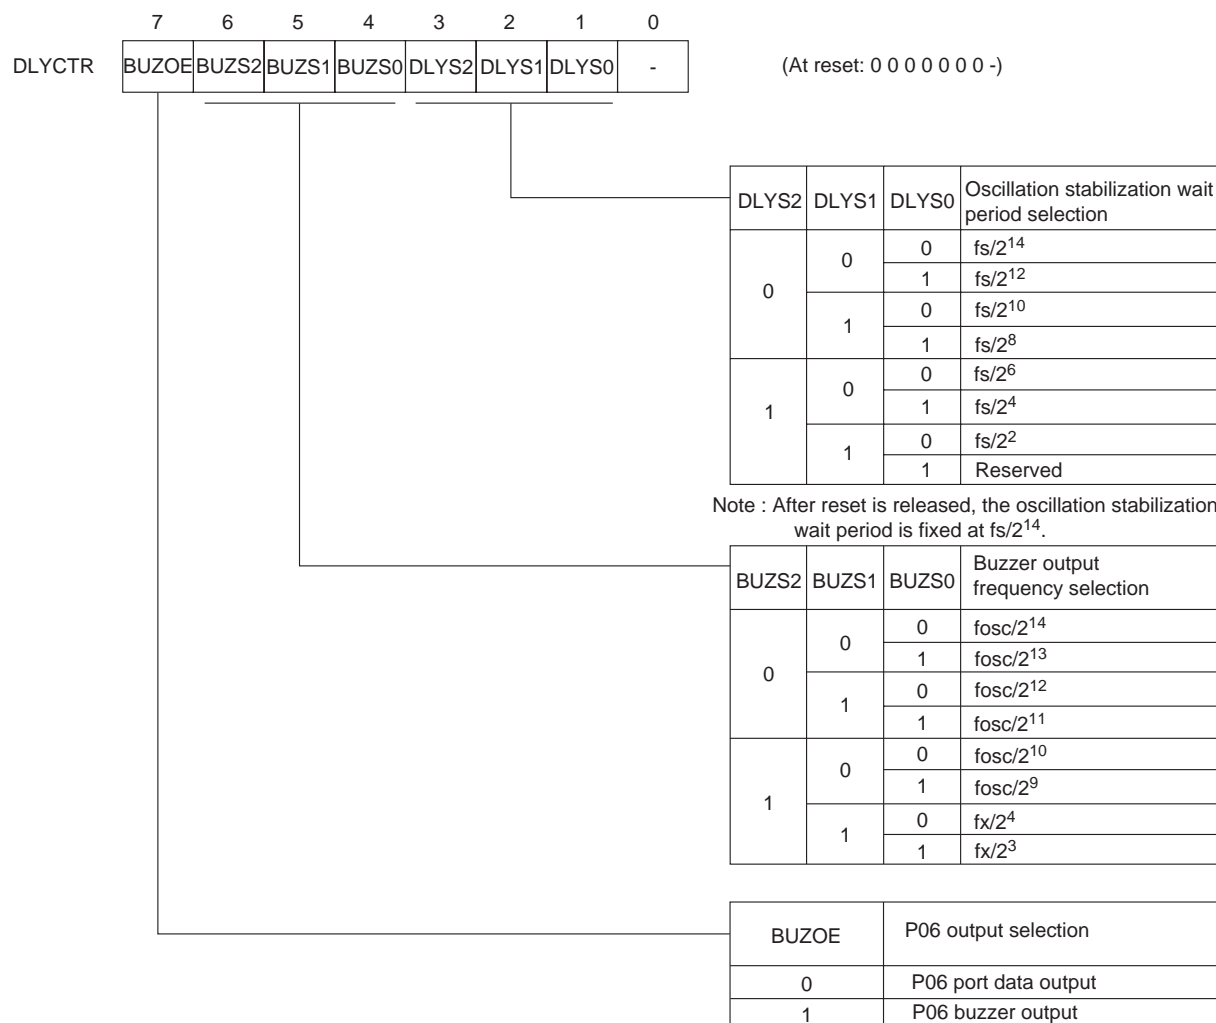 7 6 5 4 3 2 1 0
DLYCTR BUZOE BUZS2 BUZS1 BUZS0 DLYS2 DLYS1 DLYS0 - (At reset: 0 0 0 0 0 0 0 -)
DLYS2 DLYS1 DLYS0 Oscillation stabilization wait
period selection
0 0 0 fs/2^14
1 fs/2^12
1 0 fs/2^10
1 fs/2^8
1 0 0 fs/2^6
1 fs/2^4
1 0 fs/2^2
1 Reserved
Note : After reset is released, the oscillation stabilization
wait period is fixed at fs/2^14.
BUZS2 BUZS1 BUZS0 Buzzer output
frequency selection
0 0 0 fosc/2^14
1 fosc/2^13
1 0 fosc/2^12
1 fosc/2^11
1 0 0 fosc/2^10
1 fosc/2^9
1 0 fx/2^4
1 fx/2^3
BUZOE P06 output selection
0 P06 port data output
1 P06 buzzer output